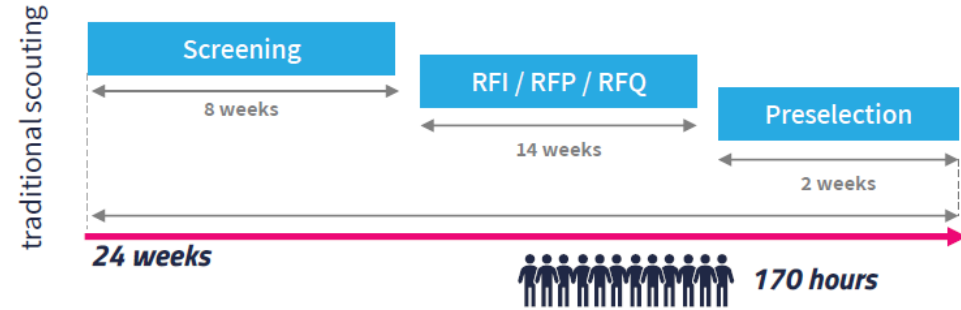 traditional scouting
Screening
8 weeks
RFI / RFP / RFQ
14 weeks
Preselection
2 weeks
24 weeks
170 hours